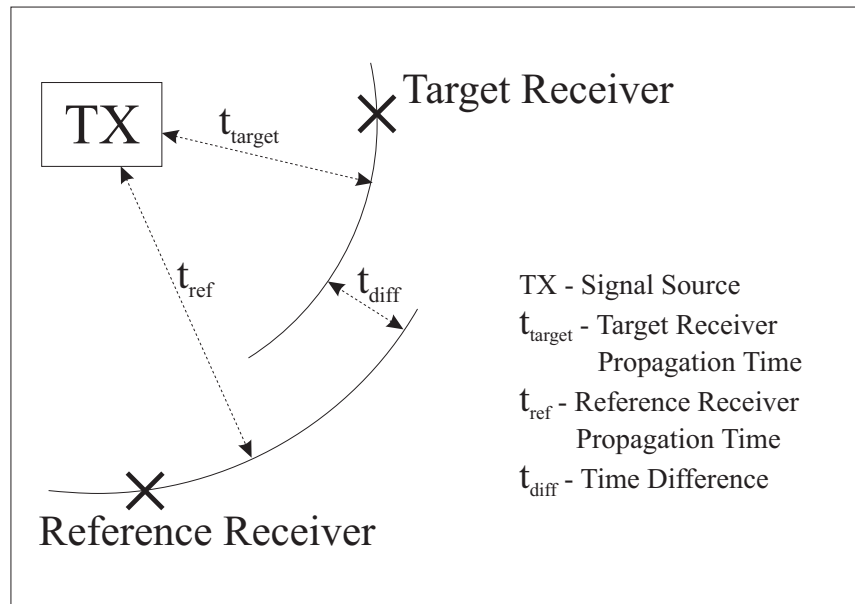 TX
Target Receiver
t_target
t_ref
t_diff
TX - Signal Source
t_target - Target Receiver
Propagation Time
t_ref - Reference Receiver
Propagation Time
t_diff - Time Difference
Reference Receiver